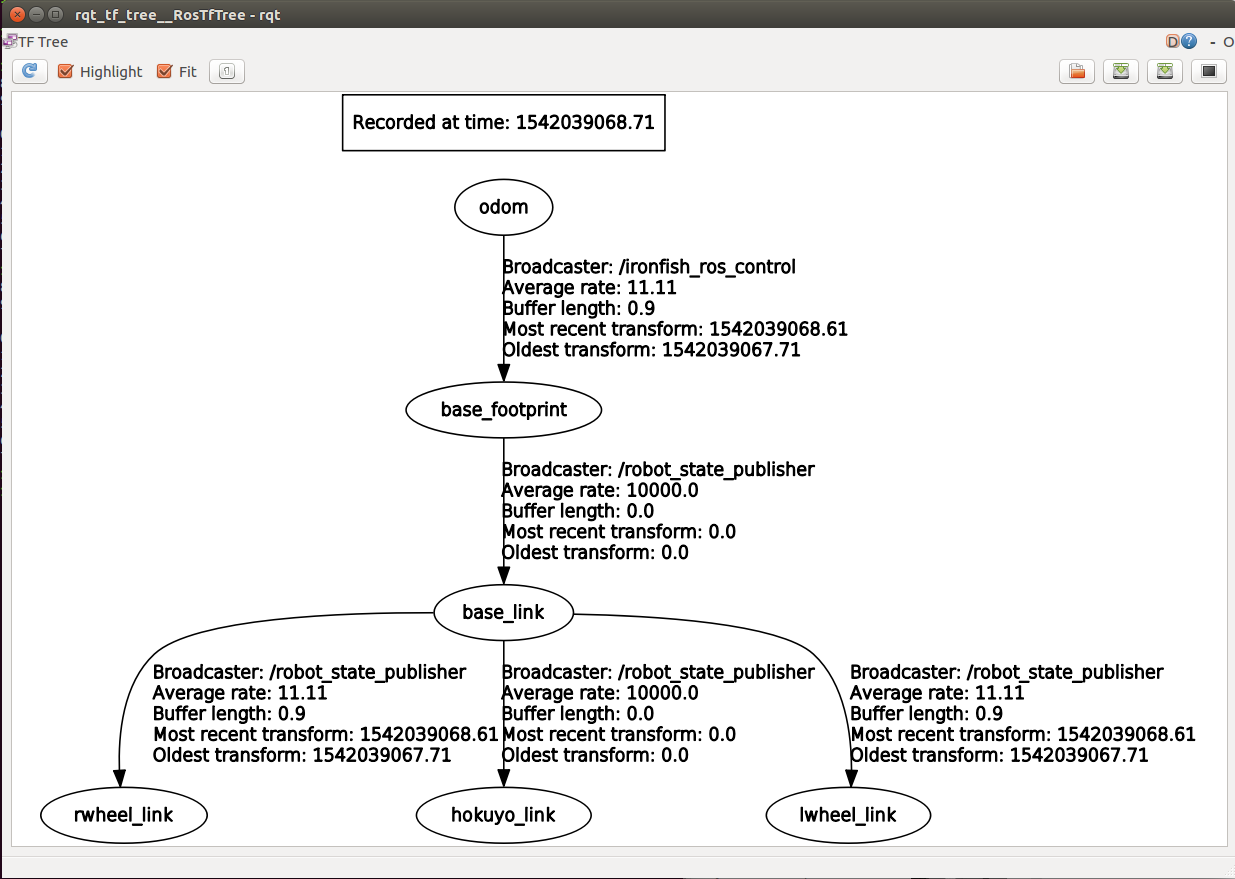 rqt_tf_tree__RosTfTree - rqt
TF Tree
D ? - O
Highlight Fit
Recorded at time: 1542039068.71
odom
Broadcaster: /ironfish_ros_control
Average rate: 11.11
Buffer length: 0.9
Most recent transform: 1542039068.61
Oldest transform: 1542039067.71
base_footprint
Broadcaster: /robot_state_publisher
Average rate: 10000.0
Buffer length: 0.0
Most recent transform: 0.0
Oldest transform: 0.0
base_link
Broadcaster: /robot_state_publisher
Average rate: 11.11
Buffer length: 0.9
Most recent transform: 1542039068.61
Oldest transform: 1542039067.71
Broadcaster: /robot_state_publisher
Average rate: 10000.0
Buffer length: 0.0
Most recent transform: 0.0
Oldest transform: 0.0
Broadcaster: /robot_state_publisher
Average rate: 11.11
Buffer length: 0.9
Most recent transform: 1542039068.61
Oldest transform: 1542039067.71
rwheel_link
hokuyo_link
lwheel_link